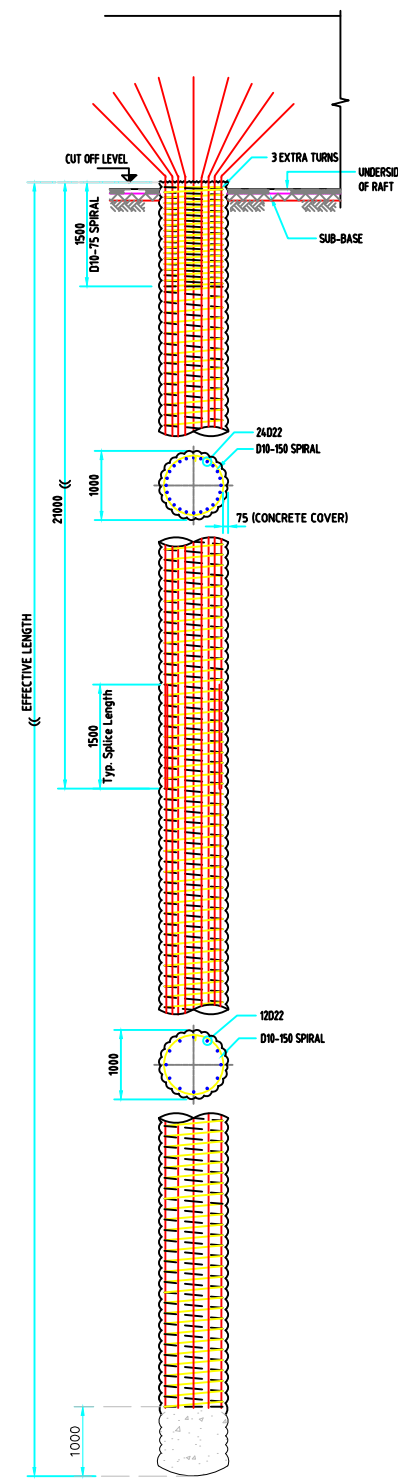 CUT OFF LEVEL
3 EXTRA TURNS
UNDERSID
OF RAFT
SUB-BASE
1500
D10-75 SPIRAL
24D22
D10-150 SPIRAL
1000
75 (CONCRETE COVER)
21000
EFFECTIVE LENGTH
1500
Typ. Splice Length
12D22
D10-150 SPIRAL
1000
1000